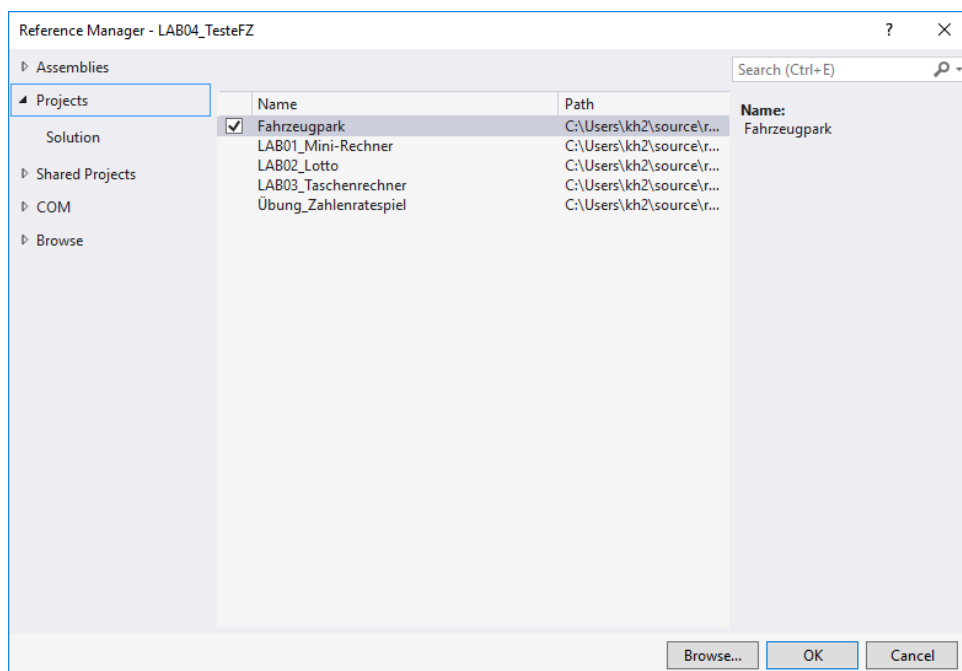 Reference Manager - LAB04_TesteFZ
?
Assemblies
Projects
Solution
Shared Projects
COM
Browse
Name Path
Fahrzeugpark C:\Users\kh2\source\r...
LAB01_Mini-Rechner C:\Users\kh2\source\r...
LAB02_Lotto C:\Users\kh2\source\r...
LAB03_Taschenrechner C:\Users\kh2\source\r...
Übung_Zahlenratespiel C:\Users\kh2\source\r...
Search (Ctrl+E)
Name:
Fahrzeugpark
Browse... OK Cancel